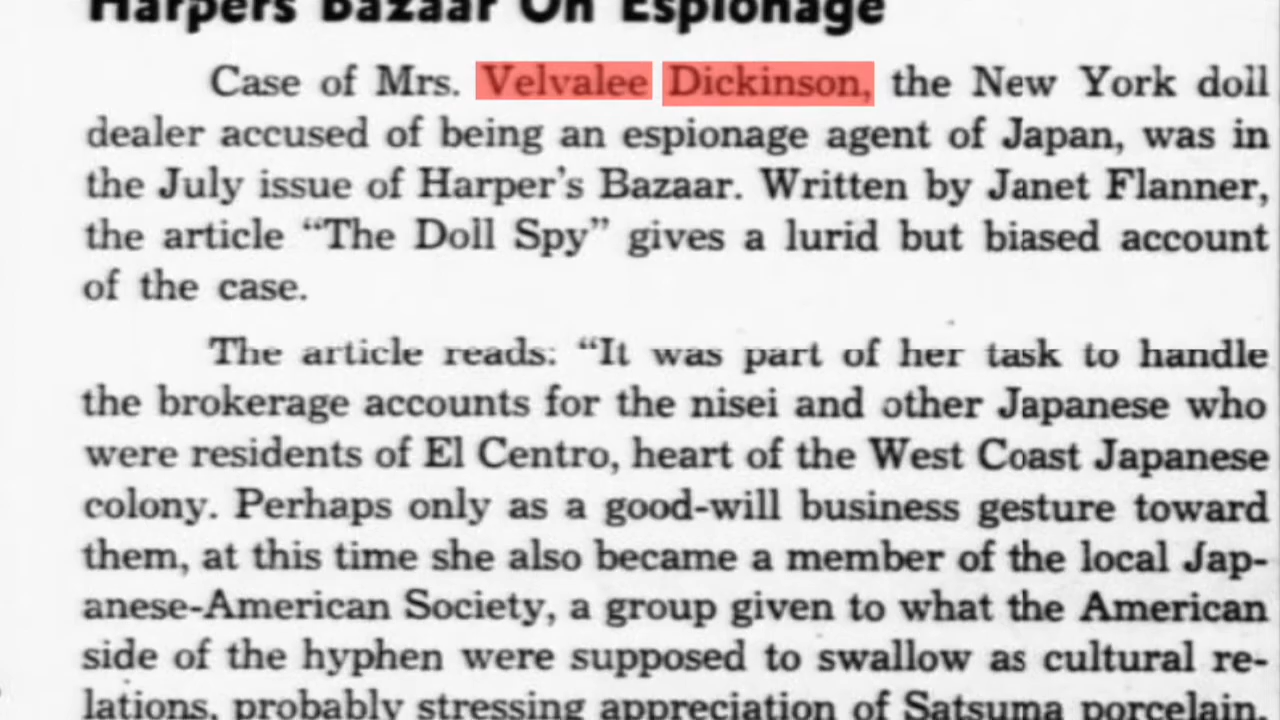 Harpers Bazaar On Espionage
Case of Mrs. Velvalee Dickinson, the New York doll
dealer accused of being an espionage agent of Japan, was in
the July issue of Harper's Bazaar. Written by Janet Flanner,
the article “The Doll Spy” gives a lurid but biased account
of the case.
The article reads: “It was part of her task to handle
the brokerage accounts for the nisei and other Japanese who
were residents of El Centro, heart of the West Coast Japanese
colony. Perhaps only as a good-will business gesture toward
them, at this time she also became a member of the local Jap-
anese-American Society, a group given to what the American
side of the hyphen were supposed to swallow as cultural re-
lations, probably stressing appreciation of Satsuma porcelain,